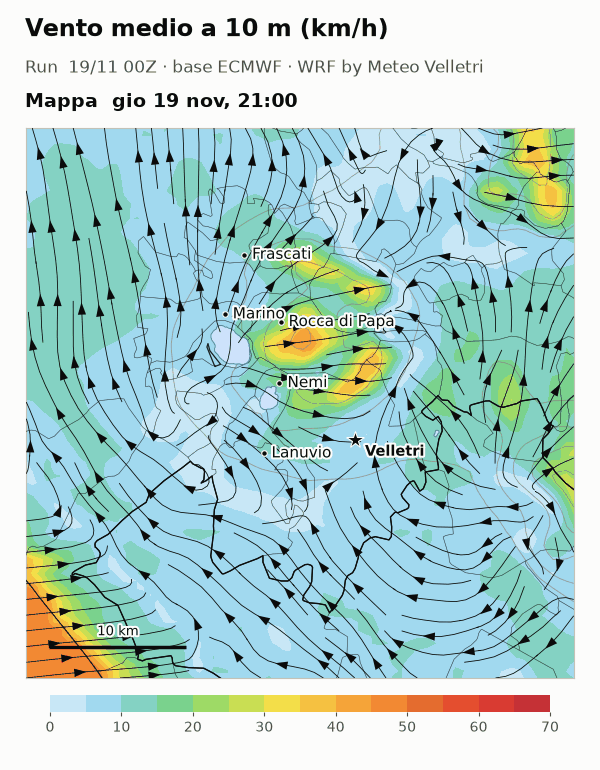 Vento medio a 10 m (km/h)
Run  19/11 00Z · base ECMWF · WRF by Meteo Velletri
Mappa  gio 19 nov, 21:00
Frascati
Marino
Rocca di Papa
Nemi
Lanuvio
Velletri
10 km
0 10 20 30 40 50 60 70